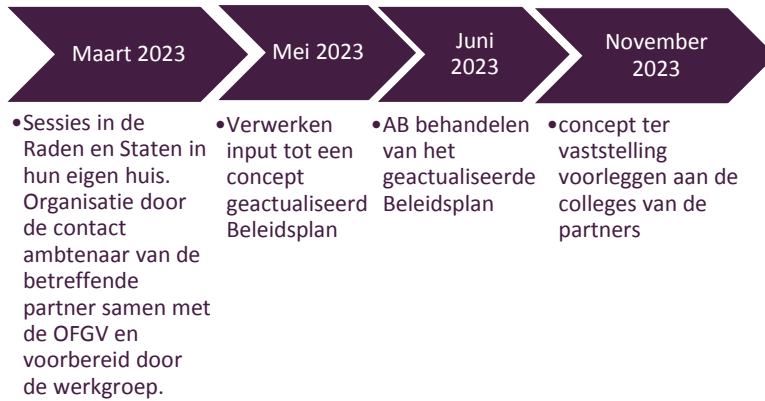 Maart 2023
Mei 2023
Juni
2023
November
2023
•Sessies in de
Raden en Staten in
hun eigen huis.
Organisatie door
de contact
ambtenaar van de
betreffende
partner samen met
de OFGV en
voorbereid door
de werkgroep.
•Verwerken
input tot een
concept
geactualiseerd
Beleidsplan
•AB behandelen
van het
geactualiseerde
Beleidsplan
•concept ter
vaststelling
voorleggen aan de
colleges van de
partners